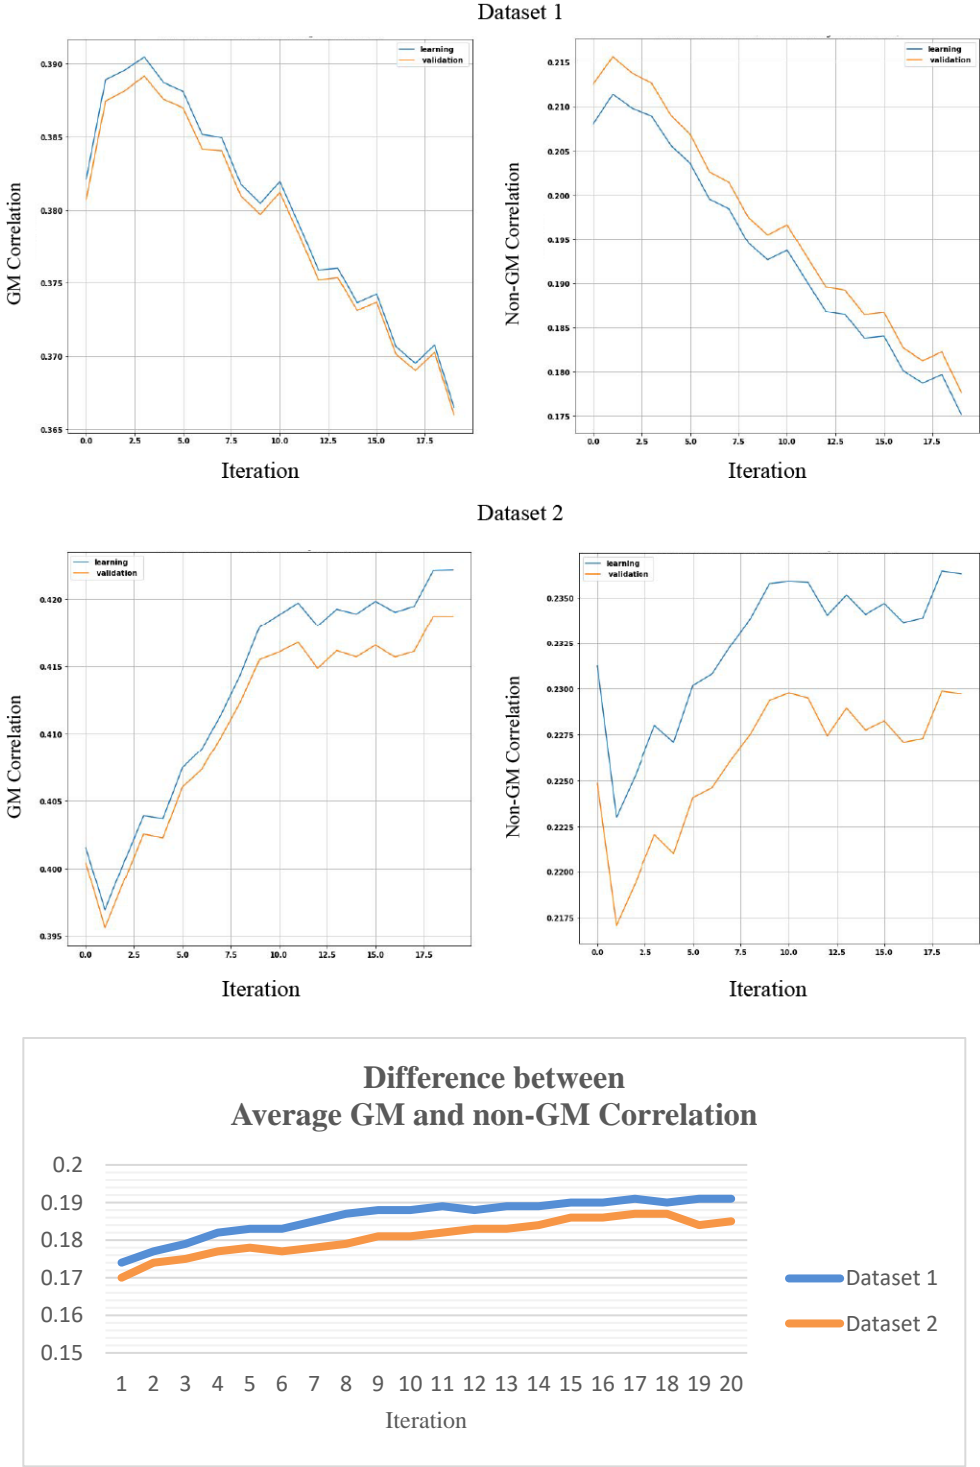 Dataset 1
learning
validation
0.390
0.385
0.380
0.375
0.370
0.365
GM Correlation
0.0 2.5 5.0 7.5 10.0 12.5 15.0 17.5
Iteration
learning
validation
0.215
0.210
0.205
0.200
0.195
0.190
0.185
0.180
0.175
Non-GM Correlation
0.0 2.5 5.0 7.5 10.0 12.5 15.0 17.5
Iteration
Dataset 2
learning
validation
0.420
0.415
0.410
0.405
0.400
0.395
GM Correlation
0.0 2.5 5.0 7.5 10.0 12.5 15.0 17.5
Iteration
learning
validation
0.2350
0.2325
0.2300
0.2275
0.2250
0.2225
0.2200
0.2175
Non-GM Correlation
0.0 2.5 5.0 7.5 10.0 12.5 15.0 17.5
Iteration
Difference between
Average GM and non-GM Correlation
0.2
0.19
0.18
0.17
0.16
0.15
1 2 3 4 5 6 7 8 9 10 11 12 13 14 15 16 17 18 19 20
Iteration
Dataset 1
Dataset 2